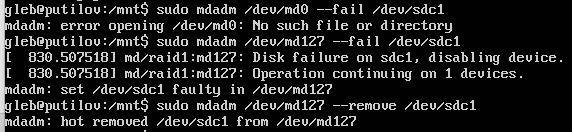 gleb@putilov:/mnt$ sudo mdadm /dev/md0 --fail /dev/sdc1
mdadm: error opening /dev/md0: No such file or directory
gleb@putilov:/mnt$ sudo mdadm /dev/md127 --fail /dev/sdc1
[  830.507518] md/raid1:md127: Disk failure on sdc1, disabling device.
[  830.507518] md/raid1:md127: Operation continuing on 1 devices.
mdadm: set /dev/sdc1 faulty in /dev/md127
gleb@putilov:/mnt$ sudo mdadm /dev/md127 --remove /dev/sdc1
mdadm: hot removed /dev/sdc1 from /dev/md127